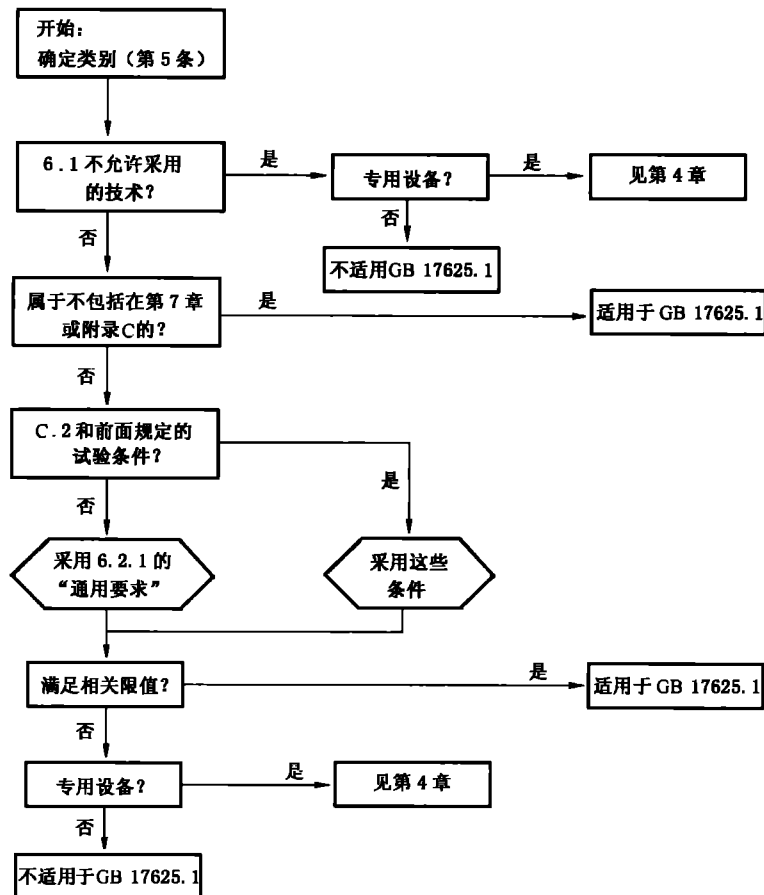 开始：
确定类别（第5条）
6.1不允许采用
的技术？
是
专用设备？
是
见第4章
否
否
不适用GB 17625.1
属于不包括在第7章
或附录C的？
是
适用于GB 17625.1
否
C.2和前面规定的
试验条件？
是
否
采用6.2.1的
“通用要求”
采用这些
条件
满足相关限值？
是
适用于GB 17625.1
否
专用设备？
是
见第4章
否
不适用于GB 17625.1